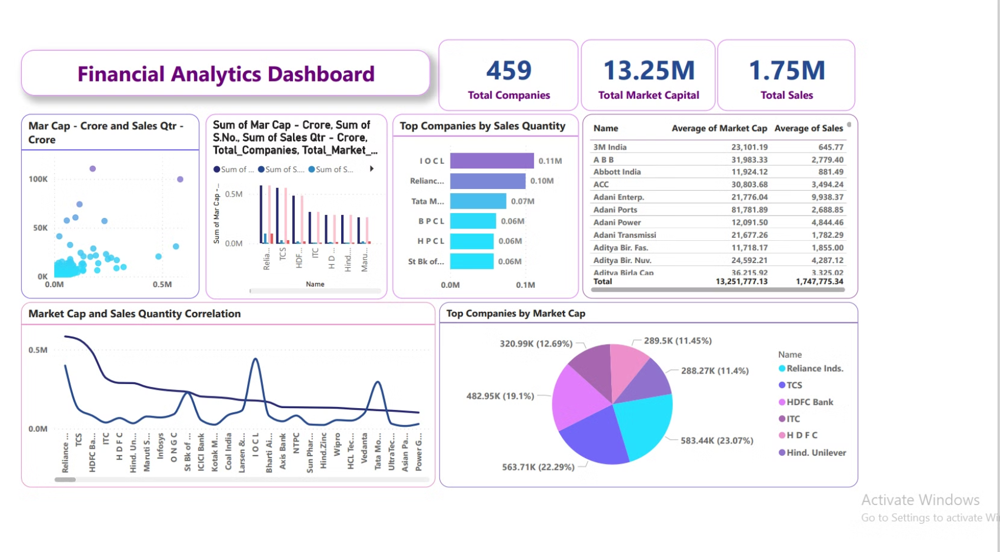 Financial Analytics Dashboard
459
Total Companies
13.25M
Total Market Capital
1.75M
Total Sales
Mar Cap - Crore and Sales Qtr -
Crore
100K
50K
0K
0.0M
0.5M
Sum of Mar Cap - Crore, Sum of
S.No., Sum of Sales Qtr - Crore,
Total_Companies, Total_Market_...
Sum of ... Sum of S.... Sum of S...
Sum of Mar Cap -...
0.5M
0.0M
Relia...
TCS
HDF...
ITC
H D ...
Hind....
Maru...
Name
Top Companies by Sales Quantity
I O C L 0.11M
Relianc... 0.10M
Tata M... 0.07M
B P C L 0.06M
H P C L 0.06M
St Bk of... 0.06M
0.0M 0.1M
Name Average of Market Cap Average of Sales
3M India 23,101.19 645.77
A B B 31,983.33 2,779.40
Abbott India 11,924.12 881.49
ACC 30,803.68 3,494.24
Adani Enterp. 21,776.04 9,938.37
Adani Ports 81,781.89 2,688.85
Adani Power 12,091.50 4,844.46
Adani Transmissi 21,677.26 1,782.29
Aditya Bir. Fas. 11,718.17 1,855.00
Aditya Bir. Nuv. 24,592.21 4,287.12
Aditya Birla Cap 36,215.92 3,325.02
Total 13,251,777.13 1,747,775.34
Market Cap and Sales Quantity Correlation
0.5M
0.0M
Reliance ...
TCS
HDFC Ba...
ITC
H D F C
Hind. Un...
Maruti S...
Infosys
O N G C
St Bk of ...
ICICI Bank
Kotak M...
Coal India
Larsen &...
I O C L
Bharti Ai...
Axis Bank
NTPC
Sun Phar...
Hind.Zinc
Wipro
HCL Tec...
Vedanta
Tata Mo...
UltraTec...
Asian Pa...
Power G...
Top Companies by Market Cap
320.99K (12.69%)
289.5K (11.45%)
288.27K (11.4%)
482.95K (19.1%)
583.44K (23.07%)
563.71K (22.29%)
Name
Reliance Inds.
TCS
HDFC Bank
ITC
H D F C
Hind. Unilever
Activate Windows
Go to Settings to activate Wi